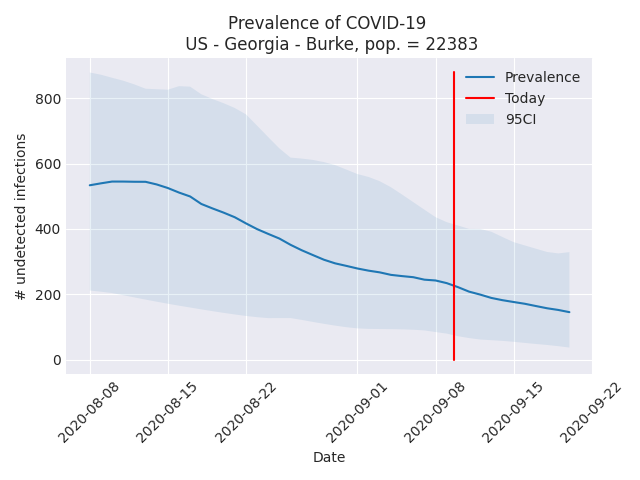 Prevalence of COVID-19
US - Georgia - Burke, pop. = 22383
Prevalence
Today
95CI
# undetected infections
800
600
400
200
0
2020-08-08
2020-08-15
2020-08-22
2020-09-01
2020-09-08
2020-09-15
2020-09-22
Date